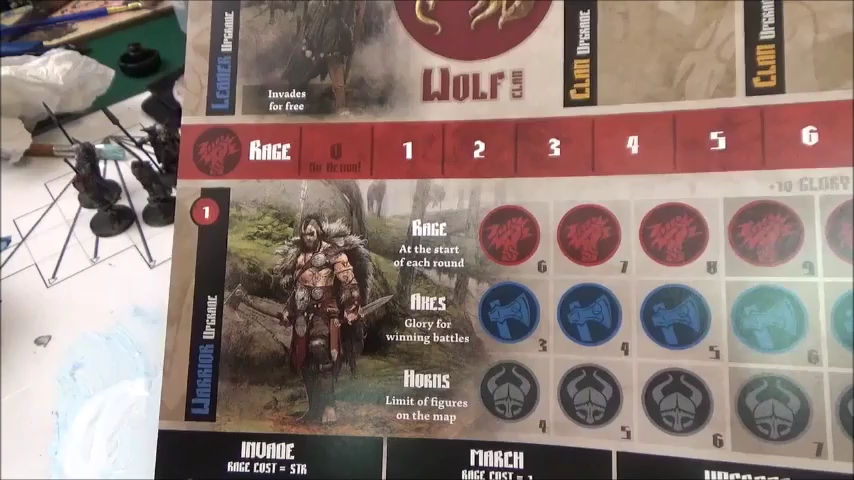 LEADER UPGRADE
Invades
for free
WOLF CLAN
CLAN UPGRADE
CLAN UPGRADE
RAGE
0 1 2 3 4 5 6
+10 GLORY
1
WARRIOR UPGRADE
RAGE
At the start
of each round
6 7 8 9
AXES
Glory for
winning battles
3 4 5 6
HORNS
Limit of figures
on the map
4 5 6 7
INVADE
RAGE COST = STR
MARCH
RAGE COST = 1